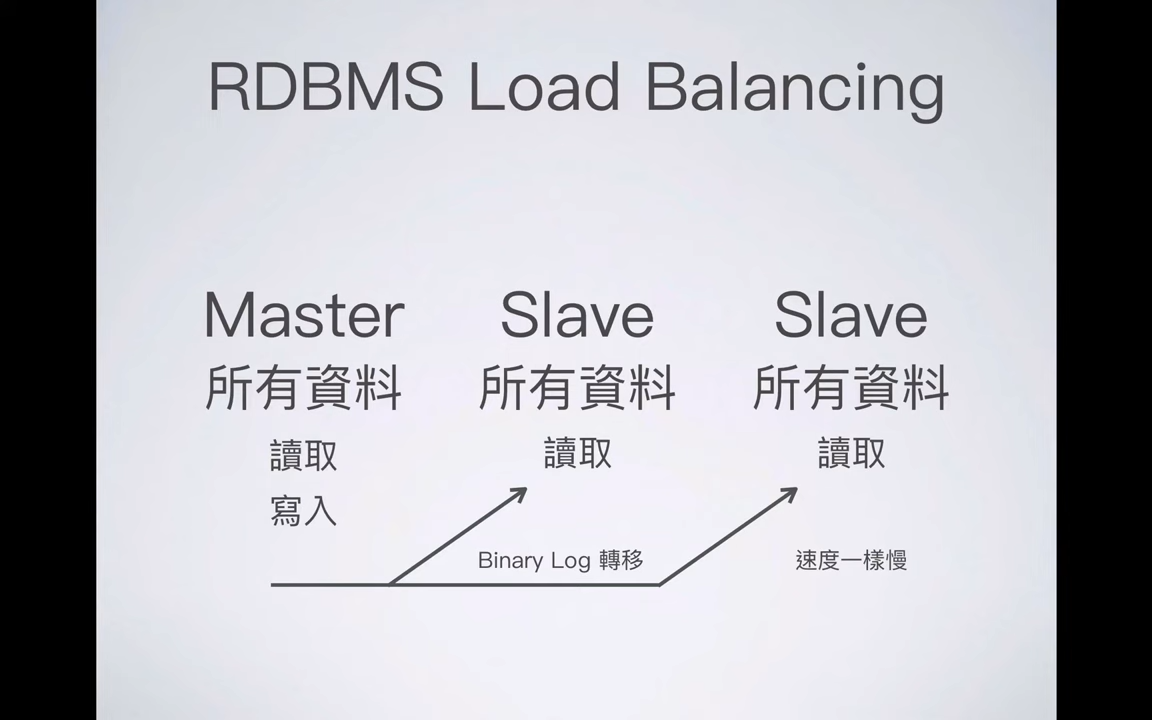 RDBMS Load Balancing
Master Slave Slave
所有資料 所有資料 所有資料
讀取 讀取 讀取
寫入
Binary Log 轉移 速度一樣慢